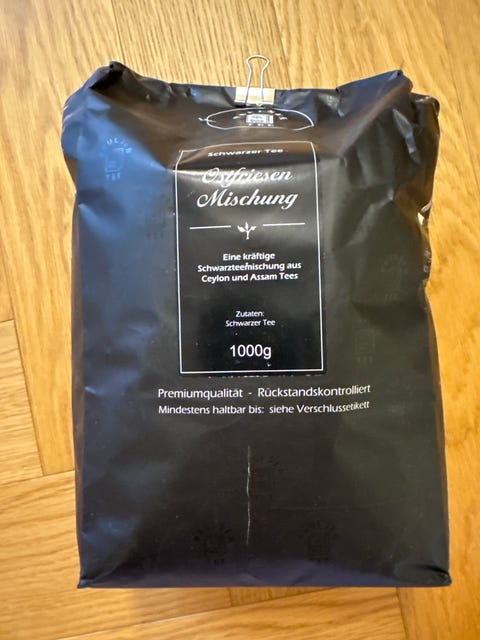 Schwarzer Tee
Ostfriesen
Mischung
Eine kräftige
Schwarzteemischung aus
Ceylon und Assam Tees
Zutaten:
Schwarzer Tee
1000g
Premiumqualität - Rückstandskontrolliert
Mindestens haltbar bis: siehe Verschlussetikett